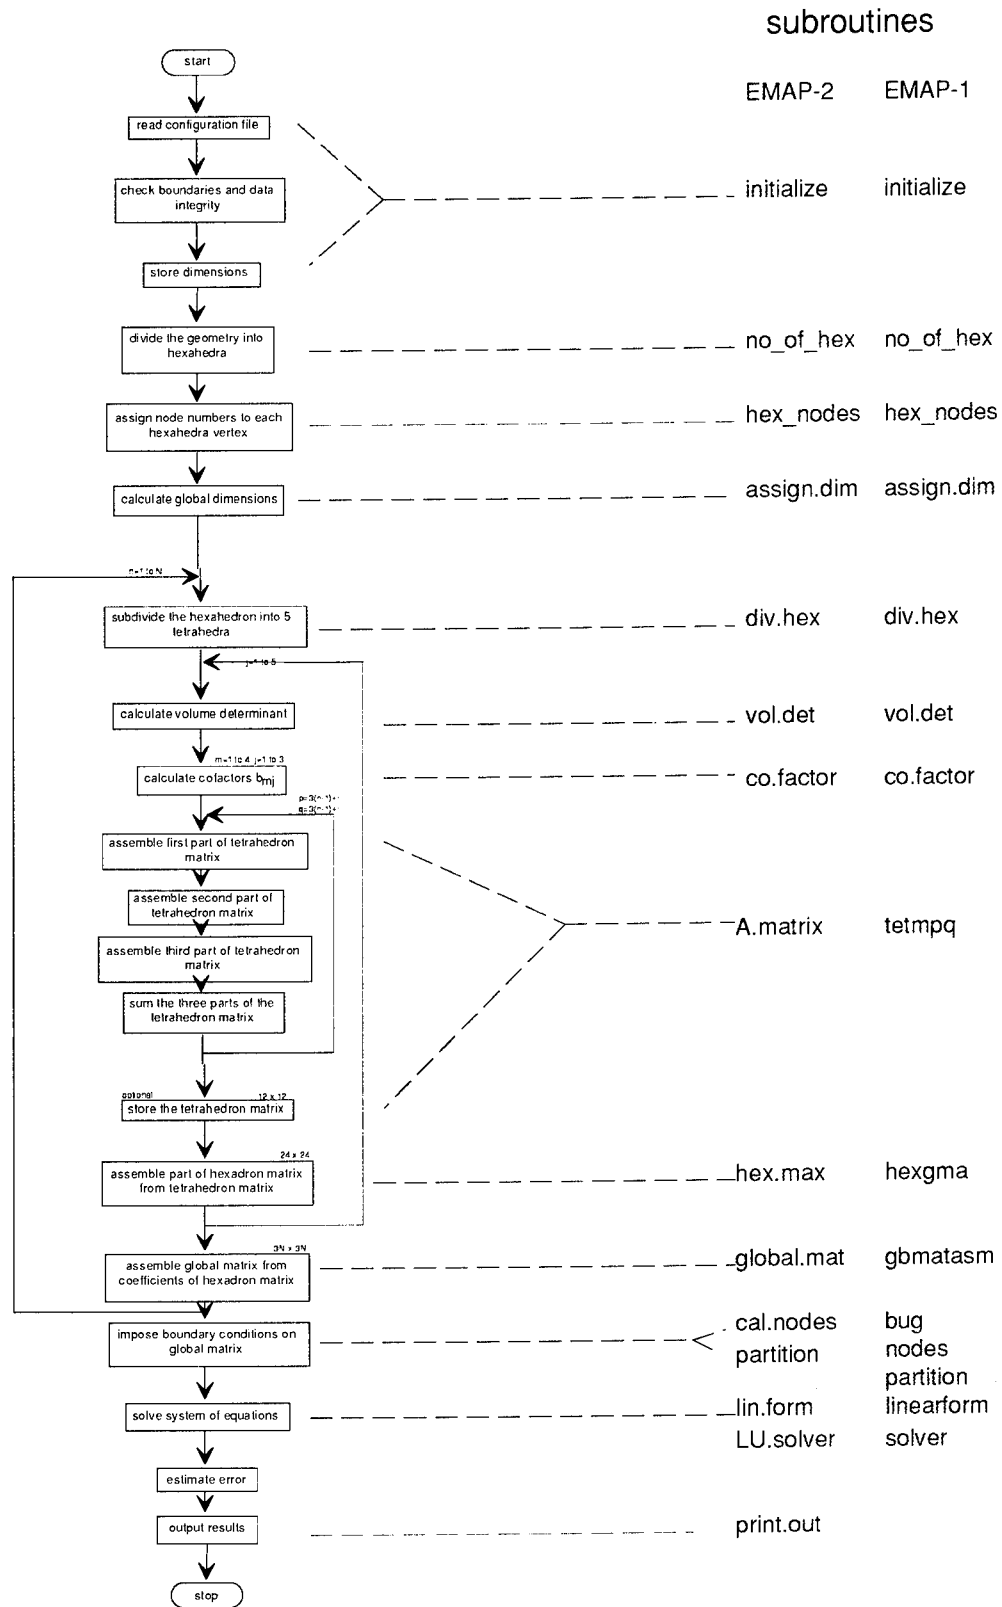 subroutines
start
EMAP-2 EMAP-1
read configuration file
check boundaries and data
integrity
initialize initialize
store dimensions
divide the geometry into
hexahedra
no_of_hex no_of_hex
assign node numbers to each
hexahedra vertex
hex_nodes hex_nodes
calculate global dimensions
assign.dim assign.dim
n=1 to N
subdivide the hexahedron into 5
tetrahedra
div.hex div.hex
j=1 to 5
calculate volume determinant
vol.det vol.det
m=1 to 4 j=1 to 3
calculate cofactors bmj
co.factor co.factor
assemble first part of tetrahedron
matrix
assemble second part of
tetrahedron matrix
A.matrix tetmpq
assemble third part of tetrahedron
matrix
sum the three parts of the
tetrahedron matrix
optional 12 x 12
store the tetrahedron matrix
24 x 24
assemble part of hexadron matrix
from tetrahedron matrix
hex.max hexgma
3N x 3N
assemble global matrix from
coefficients of hexadron matrix
global.mat gbmatasm
impose boundary conditions on
global matrix
cal.nodes bug
partition nodes
partition
solve system of equations
lin.form linearform
LU.solver solver
estimate error
output results
print.out
stop